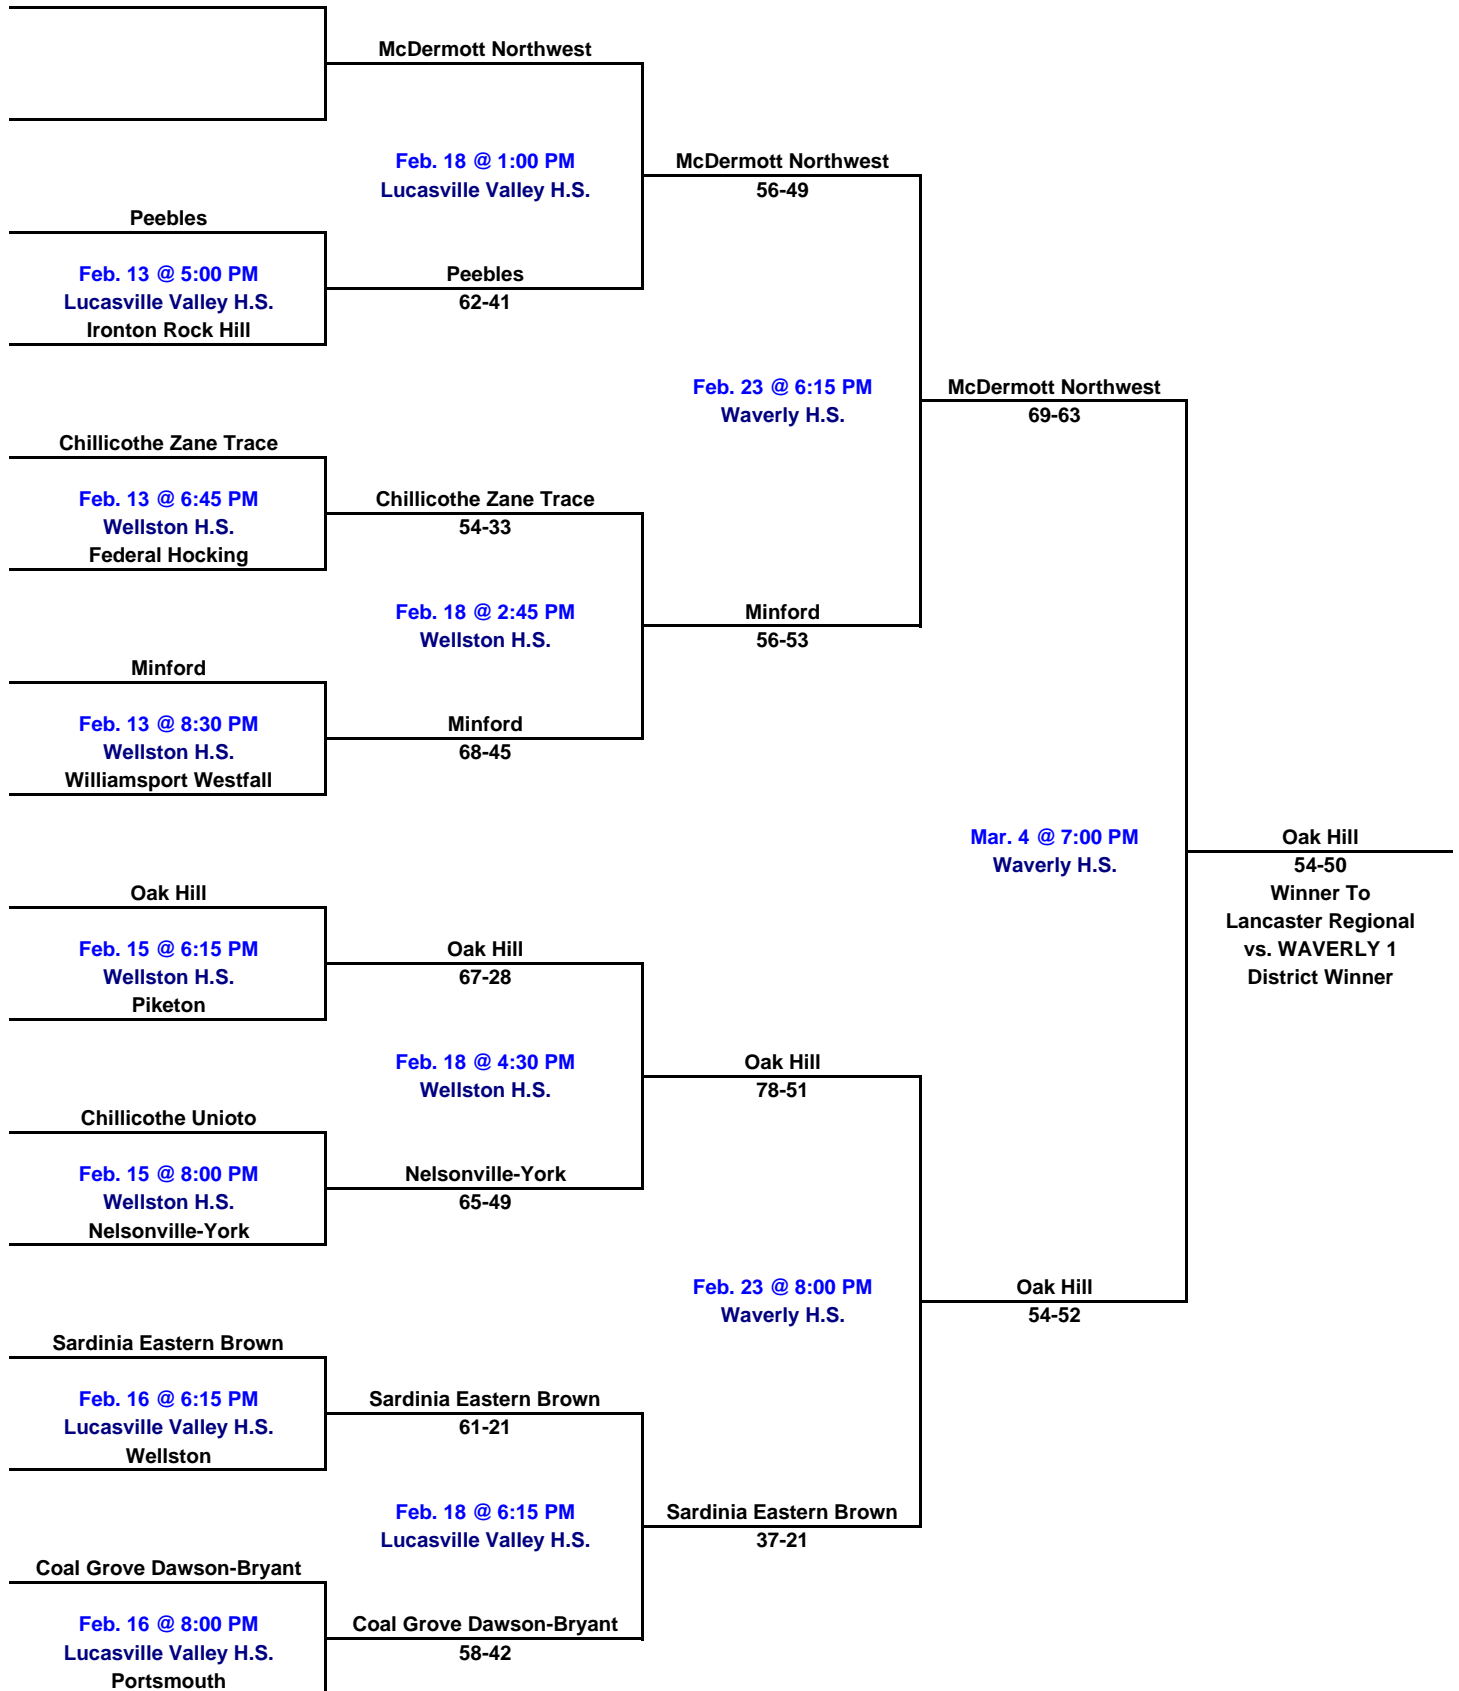 McDermott Northwest
Feb. 18 @ 1:00 PM
Lucasville Valley H.S.
McDermott Northwest
56-49
Peebles
Feb. 13 @ 5:00 PM
Lucasville Valley H.S.
Ironton Rock Hill
Peebles
62-41
Feb. 23 @ 6:15 PM
Waverly H.S.
McDermott Northwest
69-63
Chillicothe Zane Trace
Feb. 13 @ 6:45 PM
Wellston H.S.
Federal Hocking
Chillicothe Zane Trace
54-33
Feb. 18 @ 2:45 PM
Wellston H.S.
Minford
56-53
Minford
Feb. 13 @ 8:30 PM
Wellston H.S.
Williamsport Westfall
Minford
68-45
Mar. 4 @ 7:00 PM
Waverly H.S.
Oak Hill
54-50
Winner To
Lancaster Regional
vs. WAVERLY 1
District Winner
Oak Hill
Feb. 15 @ 6:15 PM
Wellston H.S.
Piketon
Oak Hill
67-28
Feb. 18 @ 4:30 PM
Wellston H.S.
Oak Hill
78-51
Chillicothe Unioto
Feb. 15 @ 8:00 PM
Wellston H.S.
Nelsonville-York
Nelsonville-York
65-49
Feb. 23 @ 8:00 PM
Waverly H.S.
Oak Hill
54-52
Sardinia Eastern Brown
Feb. 16 @ 6:15 PM
Lucasville Valley H.S.
Wellston
Sardinia Eastern Brown
61-21
Feb. 18 @ 6:15 PM
Lucasville Valley H.S.
Sardinia Eastern Brown
37-21
Coal Grove Dawson-Bryant
Feb. 16 @ 8:00 PM
Lucasville Valley H.S.
Portsmouth
Coal Grove Dawson-Bryant
58-42